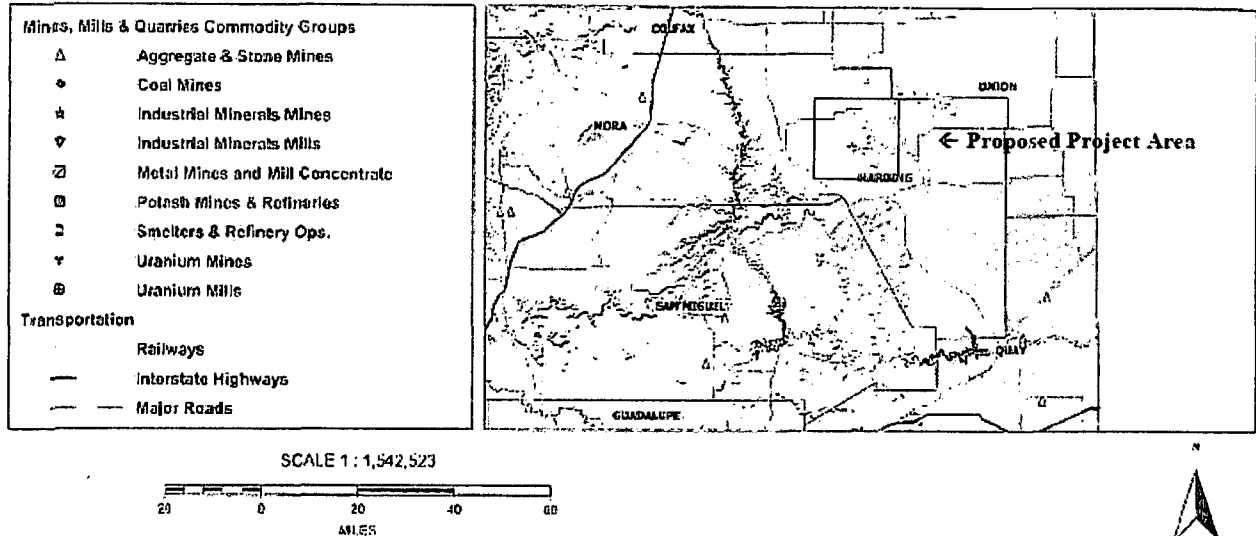 Mines, Mills & Quarries Commodity Groups
Aggregate & Stone Mines
Coal Mines
Industrial Minerals Mines
Industrial Minerals Mills
Metal Mines and Mill Concentrate
Potash Mines & Refineries
Smelters & Refinery Ops.
Uranium Mines
Uranium Mills
Transportation
Railways
Interstate Highways
Major Roads
COLFAX
UNION
MORA
← Proposed Project Area
HARDING
SAN MIGUEL
QUAY
GUADALUPE
SCALE 1 : 1,542,523
20 0 20 40 60
MILES
N